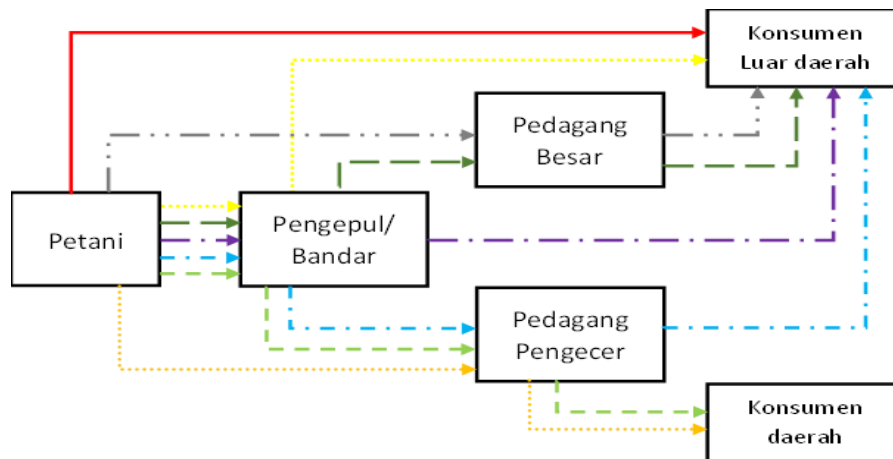 Konsumen
Luar daerah
Pedagang
Besar
Petani
Pengepul/
Bandar
Pedagang
Pengecer
Konsumen
daerah